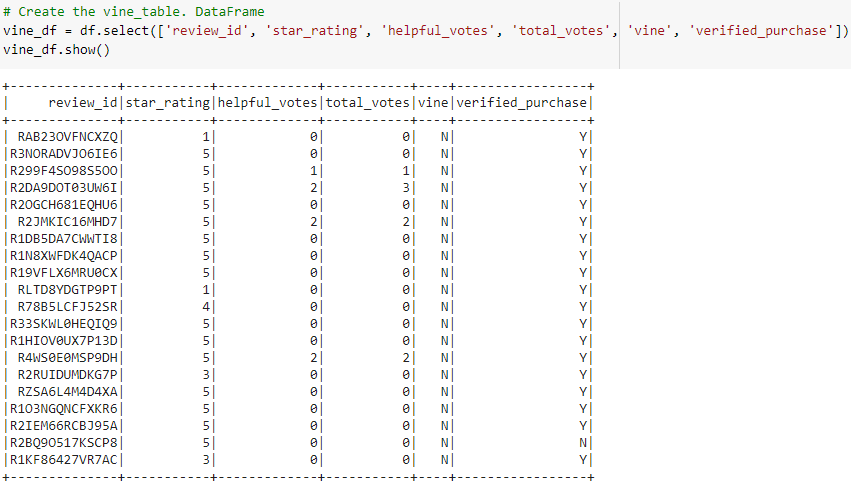 # Create the vine_table. DataFrame
vine_df = df.select(['review_id', 'star_rating', 'helpful_votes', 'total_votes', 'vine', 'verified_purchase'])
vine_df.show()
+--------------+-----------+-------------+-----------+----+-----------------+
|     review_id|star_rating|helpful_votes|total_votes|vine|verified_purchase|
+--------------+-----------+-------------+-----------+----+-----------------+
| RAB23OVFNCXZQ|          1|            0|          0|   N|                Y|
|R3NORADVJO6IE6|          5|            0|          0|   N|                Y|
|R299F4SO98S5OO|          5|            1|          1|   N|                Y|
|R2DA9DOT03UW6I|          5|            2|          3|   N|                Y|
|R2OGCH681EQHU6|          5|            0|          0|   N|                Y|
| R2JMKIC16MHD7|          5|            2|          2|   N|                Y|
|R1DB5DA7CWWTI8|          5|            0|          0|   N|                Y|
|R1N8XWFDK4QACP|          5|            0|          0|   N|                Y|
|R19VFLX6MRU0CX|          5|            0|          0|   N|                Y|
| RLTD8YDGTP9PT|          1|            0|          0|   N|                Y|
| R78B5LCFJ52SR|          4|            0|          0|   N|                Y|
|R33SKWL0HEQIQ9|          5|            0|          0|   N|                Y|
|R1HIOV0UX7P13D|          5|            0|          0|   N|                Y|
| R4WS0E0MSP9DH|          5|            2|          2|   N|                Y|
| R2RUIDUMDKG7P|          3|            0|          0|   N|                Y|
| RZSA6L4M4D4XA|          5|            0|          0|   N|                Y|
|R1O3NGQNCFXKR6|          5|            0|          0|   N|                Y|
|R2IEM66RCBJ95A|          5|            0|          0|   N|                Y|
|R2BQ9O517KSCP8|          5|            0|          0|   N|                N|
|R1KF86427VR7AC|          3|            0|          0|   N|                Y|
+--------------+-----------+-------------+-----------+----+-----------------+